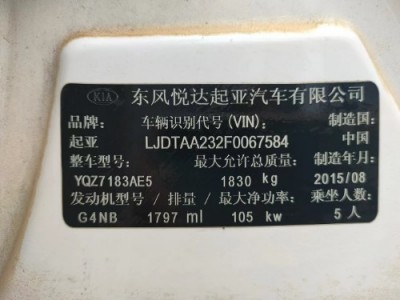 KIA 东风悦达起亚汽车有限公司
品牌: 车辆识别代号(VIN): 制造国:
起亚 LJDTAA232F0067584 中国
整车型号: 最大允许总质量: 制造年月:
YQZ7183AE5 1830 kg 2015/08
发动机型号 / 排量 / 最大净功率: 乘坐人数:
G4NB 1797 ml 105 kw 5 人